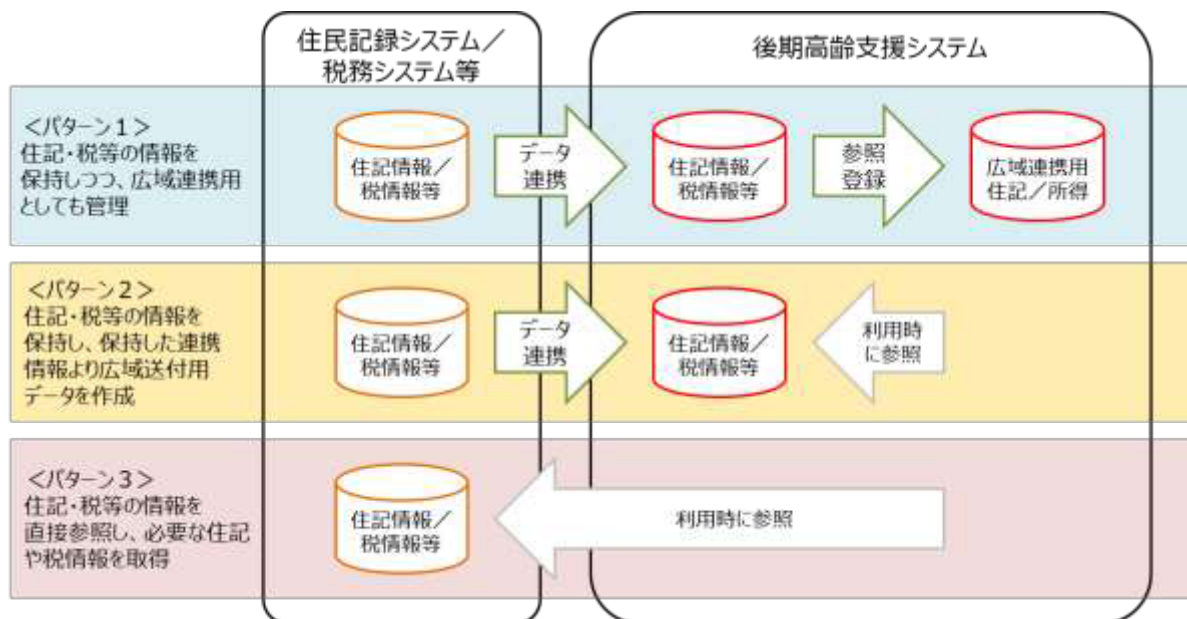 住民記録システム／
税務システム等
後期高齢支援システム
＜パターン１＞
住記・税等の情報を
保持しつつ、広域連携用
としても管理
住記情報／
税情報等
データ
連携
住記情報／
税情報等
参照
登録
広域連携用
住記／所得
＜パターン２＞
住記・税等の情報を
保持し、保持した連携
情報より広域送付用
データを作成
住記情報／
税情報等
データ
連携
住記情報／
税情報等
利用時
に参照
＜パターン３＞
住記・税等の情報を
直接参照し、必要な住記
や税情報を取得
住記情報／
税情報等
利用時に参照